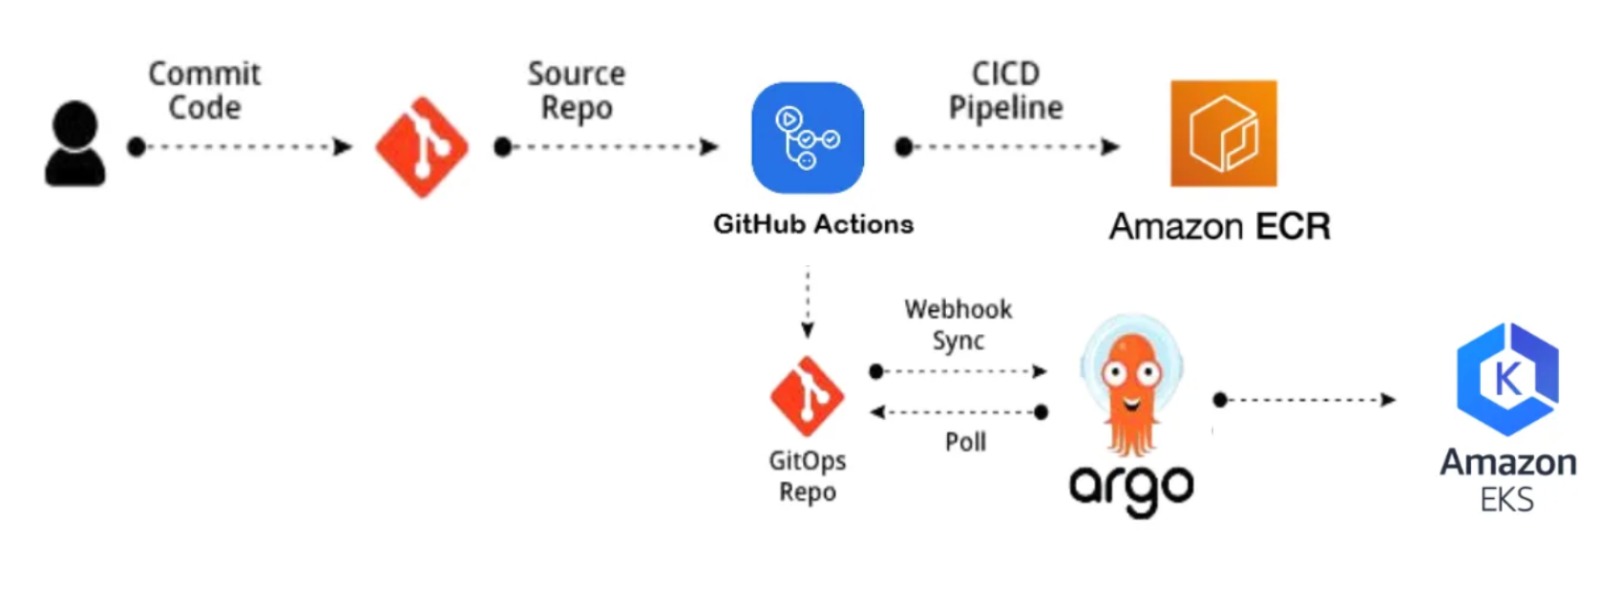 Commit
Code
Source
Repo
CICD
Pipeline
GitHub Actions
Amazon ECR
Webhook
Sync
Poll
GitOps
Repo
argo
K
Amazon
EKS